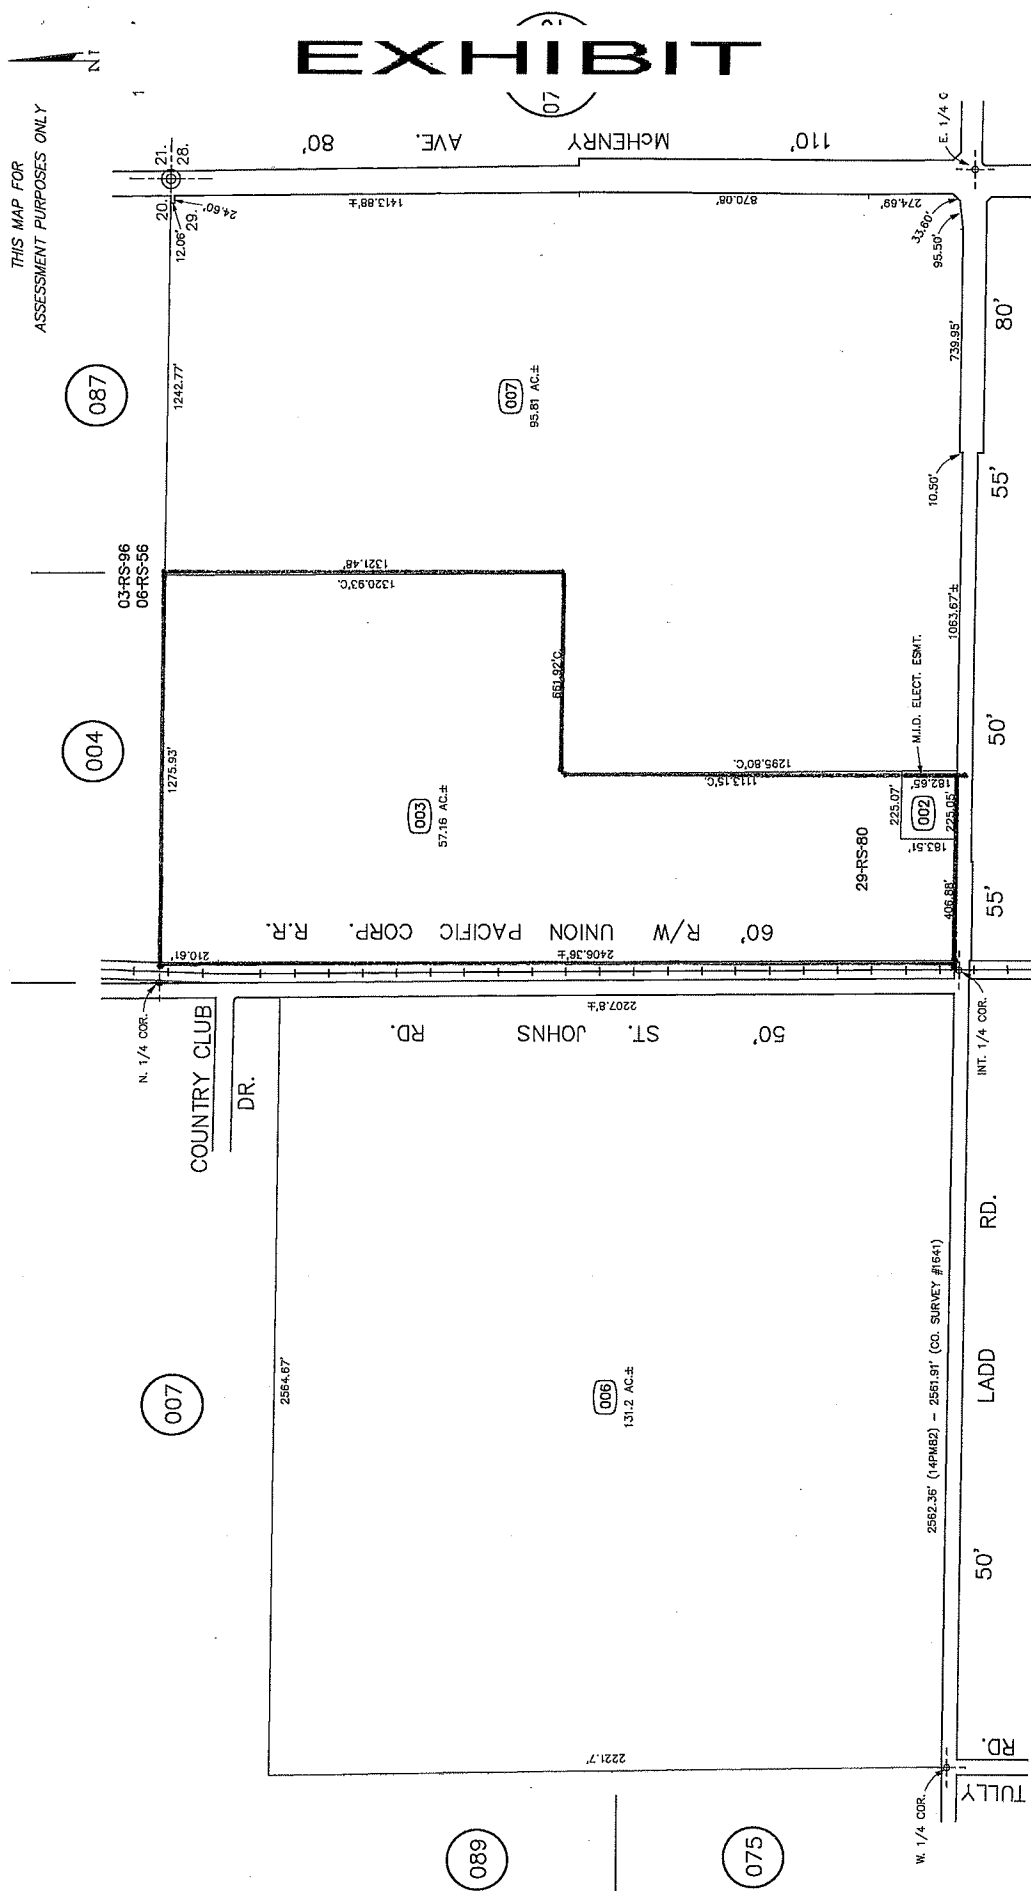 EXHIBIT
THIS MAP FOR
ASSESSMENT PURPOSES ONLY
N
1
07
087
004
007
089
075
21.
28.
20.
29.
80'
AVE.
McHENRY
110'
E. 1/4 C
12.06'
24.60'
1413.88'±
870.08'
274.69'
33.60'
95.50'
1242.77'
739.95'
80'
007
95.81 AC.±
10.50'
55'
03-RS-96
06-RS-56
1321.48'
1320.93'C.
661.92'C.
1063.67'±
1275.93'
003
57.16 AC.±
1295.80'C.
1113.15'C.
M.I.D. ELECT. ESMT.
182.65'
225.07'
002
225.05'
183.51'
50'
29-RS-80
406.88'
55'
60' R/W UNION PACIFIC CORP. R.R.
210.61'
2406.36'±
N. 1/4 COR.
INT. 1/4 COR.
2207.8'±
50' ST. JOHNS RD.
COUNTRY CLUB
DR.
2564.67'
006
131.2 AC.±
2562.36' (14PM82) - 2561.91' (CO. SURVEY #1641)
50' LADD RD.
2221.7'
W. 1/4 COR.
TULLY
RD.